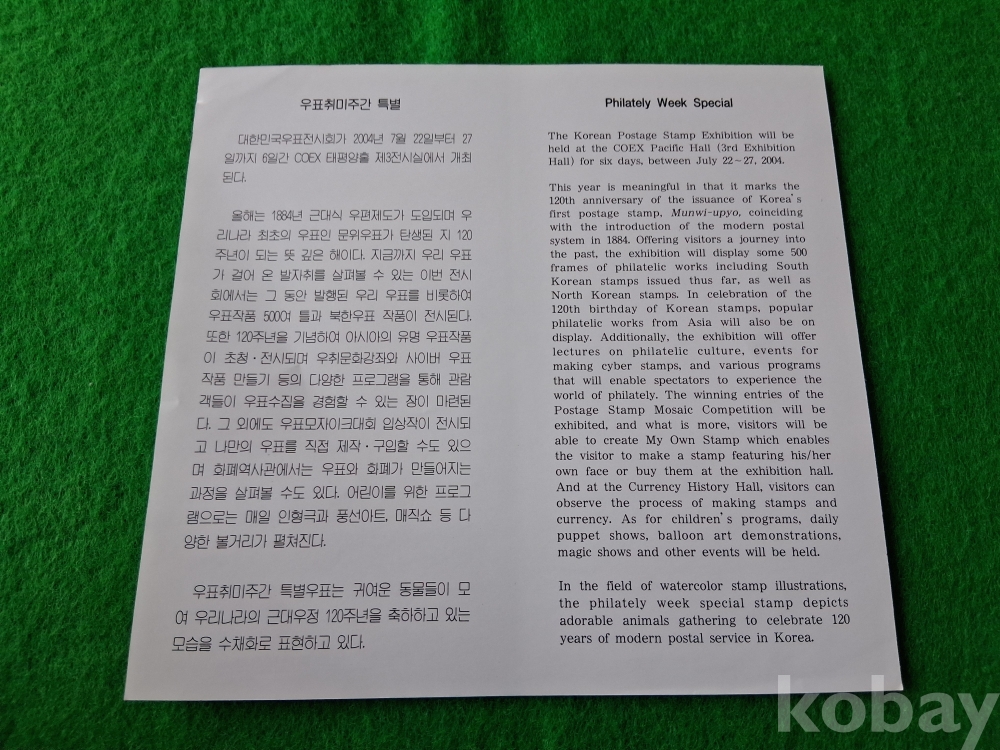 우표취미주간 특별
대한민국우표전시회가 2004년 7월 22일부터 27
일까지 6일간 COEX 태평양홀 제3전시실에서 개최
된다.
올해는 1884년 근대식 우편제도가 도입되며 우
리나라 최초의 우표인 문위우표가 탄생된 지 120
주년이 되는 뜻 깊은 해이다. 지금까지 우리 우표
가 걸어 온 발자취를 살펴볼 수 있는 이번 전시
회에서는 그 동안 발행된 우리 우표를 비롯하여
우표작품 500여 틀과 북한우표 작품이 전시된다.
또한 120주년을 기념하여 아시아의 유명 우표작품
이 초청·전시되며 우취문화강좌와 사이버 우표
작품 만들기 등의 다양한 프로그램을 통해 관람
객들이 우표수집을 경험할 수 있는 장이 마련된
다. 그 외에도 우표모자이크대회 입상작이 전시되
고 나만의 우표를 직접 제작·구입할 수도 있으
며 화폐역사관에서는 우표와 화폐가 만들어지는
과정을 살펴볼 수도 있다. 어린이를 위한 프로그
램으로는 매일 인형극과 풍선아트, 매직쇼 등 다
양한 볼거리가 펼쳐진다.
우표취미주간 특별우표는 귀여운 동물들이 모
여 우리나라의 근대우정 120주년을 축하하고 있는
모습을 수채화로 표현하고 있다.
Philately Week Special
The Korean Postage Stamp Exhibition will be
held at the COEX Pacific Hall (3rd Exhibition
Hall) for six days, between July 22~27, 2004.
This year is meaningful in that it marks the
120th anniversary of the issuance of Korea's
first postage stamp, Munwi-upyo, coinciding
with the introduction of the modern postal
system in 1884. Offering visitors a journey into
the past, the exhibition will display some 500
frames of philatelic works including South
Korean stamps issued thus far, as well as
North Korean stamps. In celebration of the
120th birthday of Korean stamps, popular
philatelic works from Asia will also be on
display. Additionally, the exhibition will offer
lectures on philatelic culture, events for
making cyber stamps, and various programs
that will enable spectators to experience the
world of philately. The winning entries of the
Postage Stamp Mosaic Competition will be
exhibited, and what is more, visitors will be
able to create My Own Stamp which enables
the visitor to make a stamp featuring his/her
own face or buy them at the exhibition hall.
And at the Currency History Hall, visitors can
observe the process of making stamps and
currency. As for children's programs, daily
puppet shows, balloon art demonstrations,
magic shows and other events will be held.
In the field of watercolor stamp illustrations,
the philately week special stamp depicts
adorable animals gathering to celebrate 120
years of modern postal service in Korea.
kobay